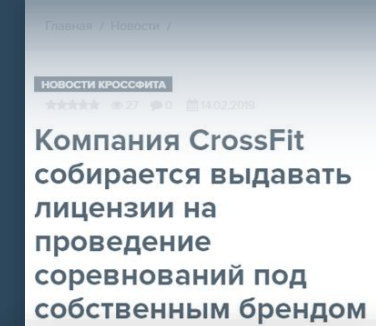 Главная / Новости /
НОВОСТИ КРОССФИТА
27 0 14.02.2019
Компания CrossFit
собирается выдавать
лицензии на
проведение
соревнований под
собственным брендом